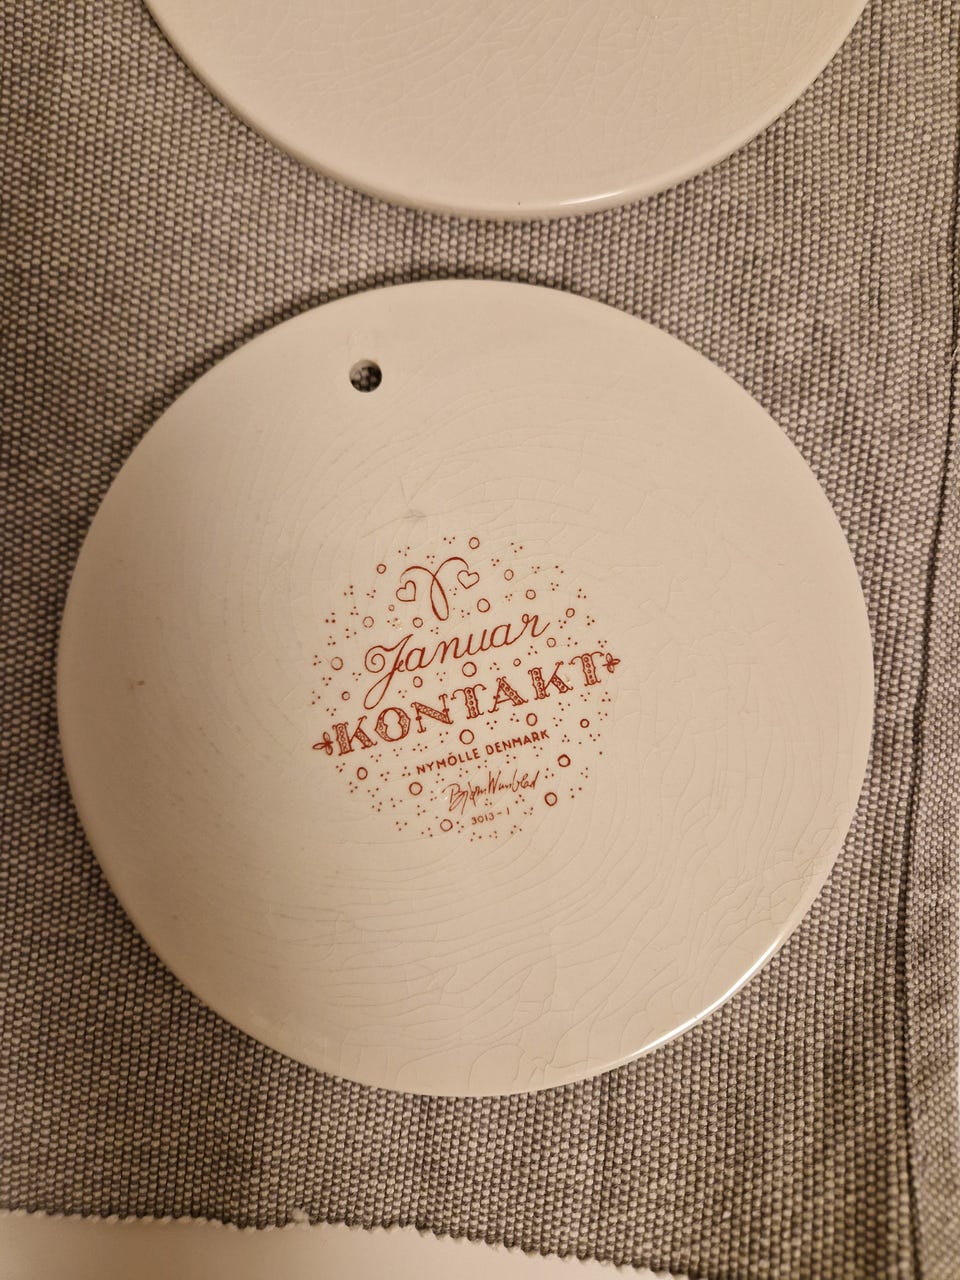 Januar
KONTAKT
NYMÖLLE DENMARK
Bjørn Wiinblad
3013-1